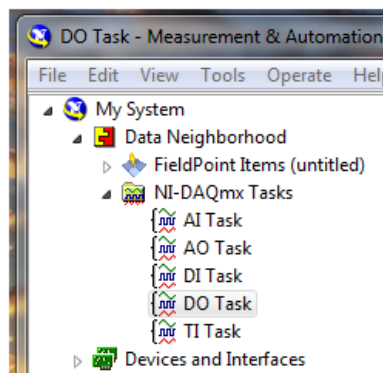 DO Task - Measurement & Automation
File Edit View Tools Operate Hel
My System
Data Neighborhood
FieldPoint Items (untitled)
NI-DAQmx Tasks
AI Task
AO Task
DI Task
DO Task
TI Task
Devices and Interfaces